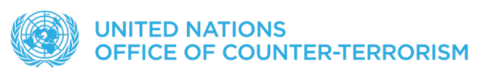 UNITED NATIONS
OFFICE OF COUNTER-TERRORISM